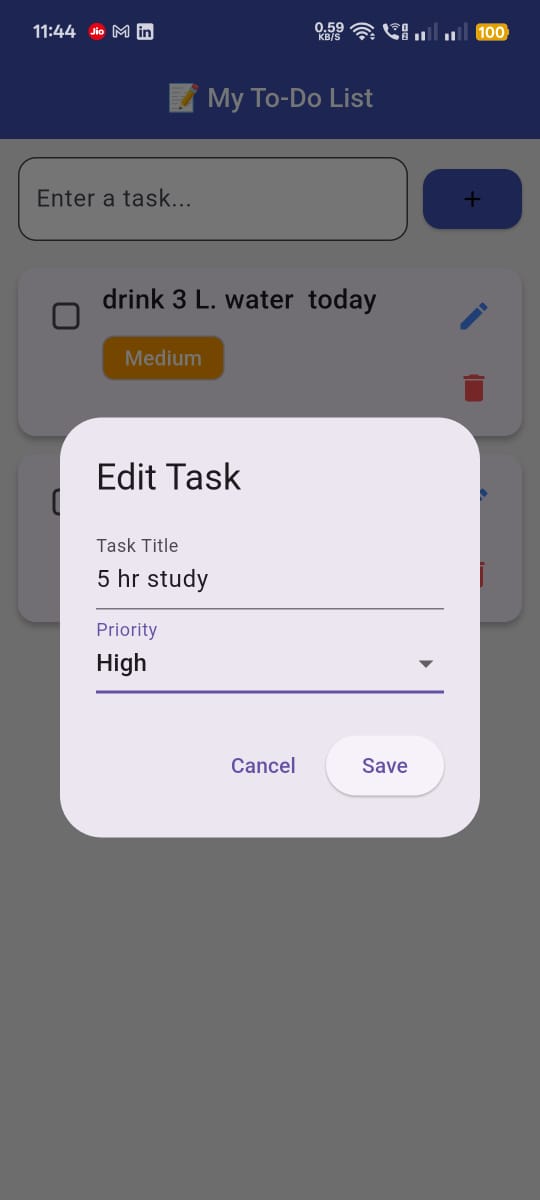 11:44 Jio M in 0.59 KB/S 100
📝 My To-Do List
Enter a task...
+
drink 3 L. water  today
Medium
Edit Task
Task Title
5 hr study
Priority
High
Cancel
Save